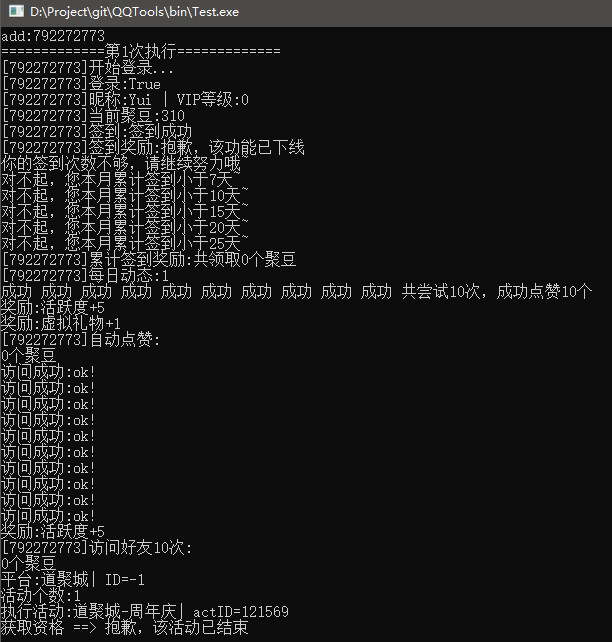 D:\Project\git\QQTools\bin\Test.exe
add:792272773
=============第1次执行=============
[792272773]开始登录...
[792272773]登录:True
[792272773]昵称:Yui | VIP等级:0
[792272773]当前聚豆:310
[792272773]签到:签到成功
[792272773]签到奖励:抱歉，该功能已下线
你的签到次数不够，请继续努力哦~
对不起，您本月累计签到小于7天~
对不起，您本月累计签到小于10天~
对不起，您本月累计签到小于15天~
对不起，您本月累计签到小于20天~
对不起，您本月累计签到小于25天~
[792272773]累计签到奖励:共领取0个聚豆
[792272773]每日动态:1
成功 成功 成功 成功 成功 成功 成功 成功 成功 成功 共尝试10次，成功点赞10个
奖励:活跃度+5
奖励:虚拟礼物+1
[792272773]自动点赞:
0个聚豆
访问成功:ok!
访问成功:ok!
访问成功:ok!
访问成功:ok!
访问成功:ok!
访问成功:ok!
访问成功:ok!
访问成功:ok!
访问成功:ok!
访问成功:ok!
奖励:活跃度+5
[792272773]访问好友10次:
0个聚豆
平台:道聚城| ID=-1
活动个数:1
执行活动:道聚城-周年庆| actID=121569
获取资格 ==> 抱歉，该活动已结束